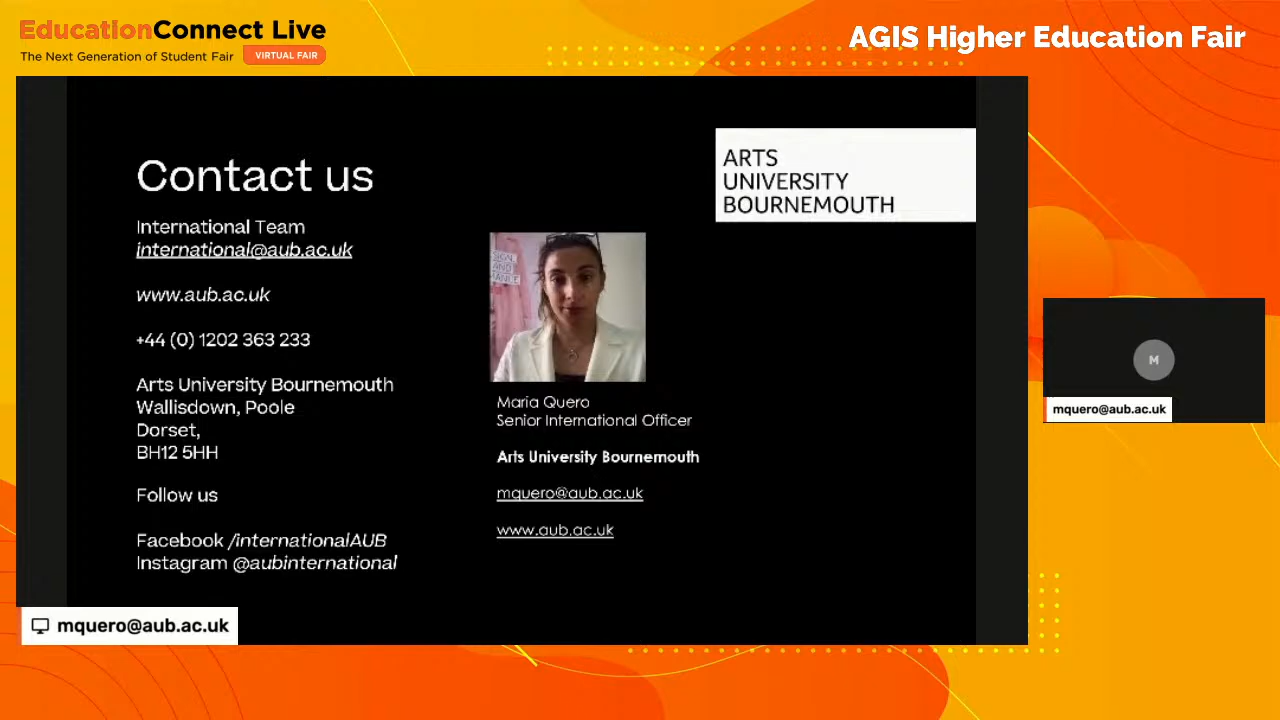 EducationConnect Live
The Next Generation of Student Fair
VIRTUAL FAIR
AGIS Higher Education Fair
Contact us
International Team
international@aub.ac.uk
www.aub.ac.uk
+44 (0) 1202 363 233
Arts University Bournemouth
Wallisdown, Poole
Dorset,
BH12 5HH
Follow us
Facebook /internationalAUB
Instagram @aubinternational
ARTS
UNIVERSITY
BOURNEMOUTH
SIGN,
AND
Maria Quero
Senior International Officer
Arts University Bournemouth
mquero@aub.ac.uk
www.aub.ac.uk
M
mquero@aub.ac.uk
mquero@aub.ac.uk